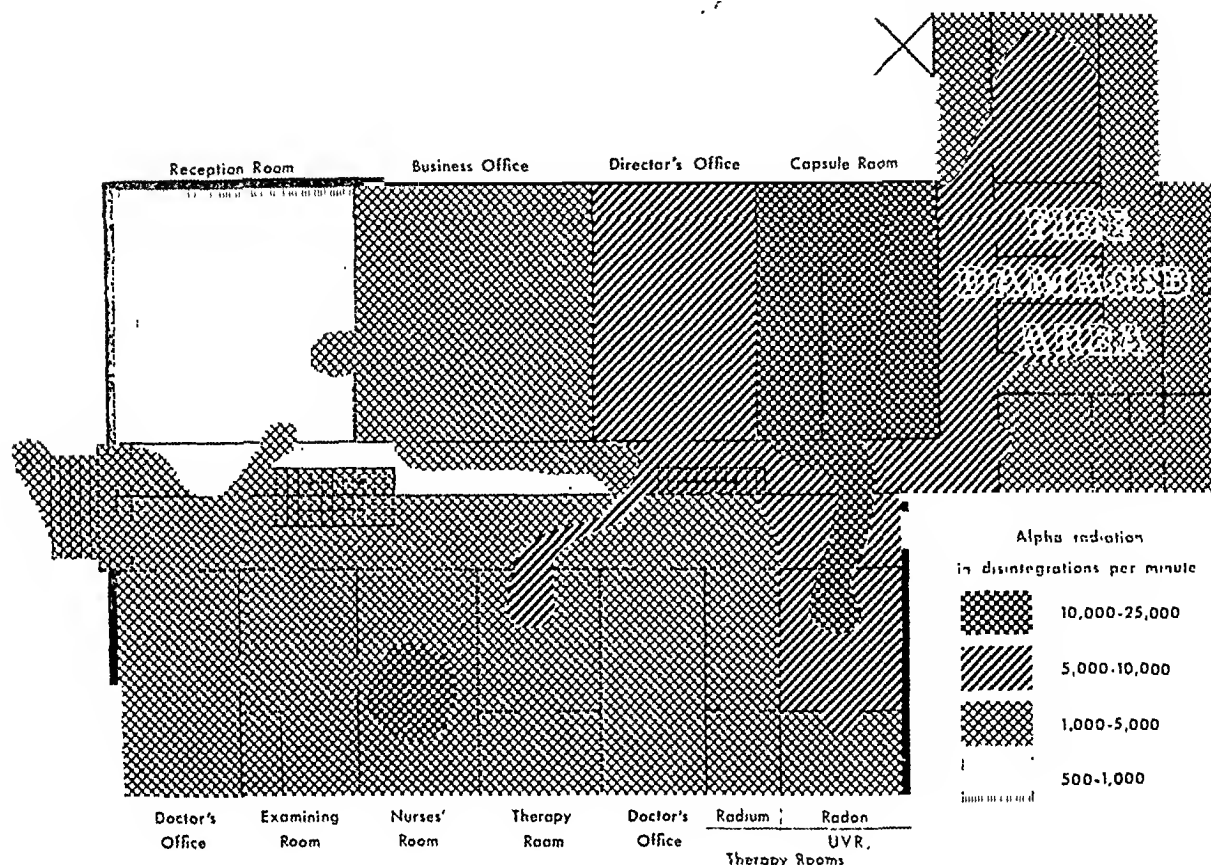 Reception Room Business Office Director's Office Capsule Room
DAMAGED
AREA
Alpha radiation
in disintegrations per minute
10,000-25,000
5,000-10,000
1,000-5,000
500-1,000
Doctor's Examining Nurses' Therapy Doctor's Radium Radon
Office Room Room Room Office UVR,
Therapy Rooms